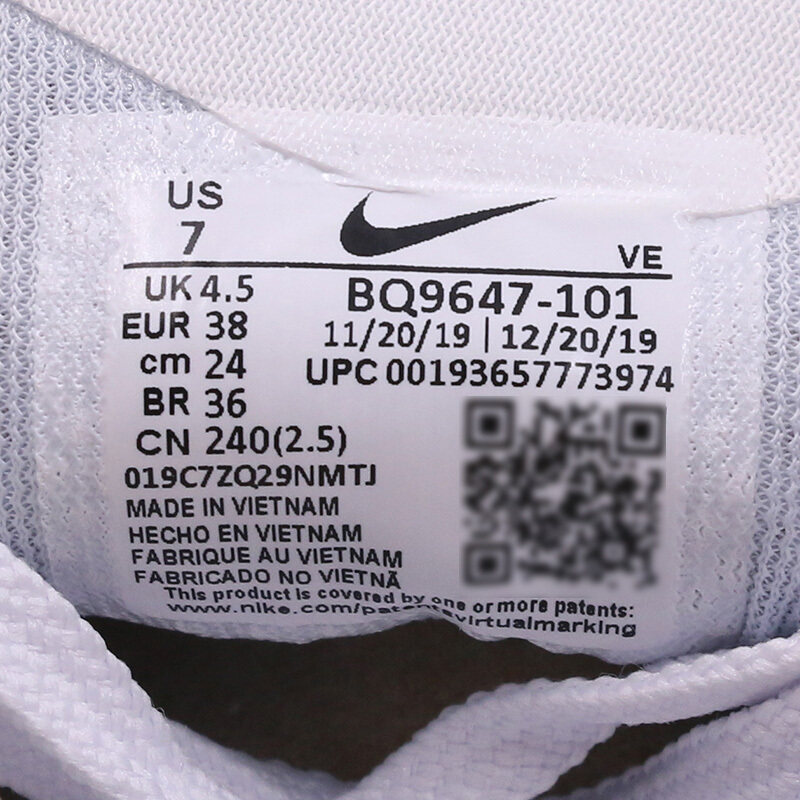 US
7
VE
UK 4.5
EUR 38
cm 24
BR 36
CN 240(2.5)
BQ9647-101
11/20/19 | 12/20/19
UPC 00193657773974
019C7ZQ29NMTJ
MADE IN VIETNAM
HECHO EN VIETNAM
FABRIQUE AU VIETNAM
FABRICADO NO VIETNÃ
This product is covered by one or more patents:
www.nike.com/patents/virtualmarking